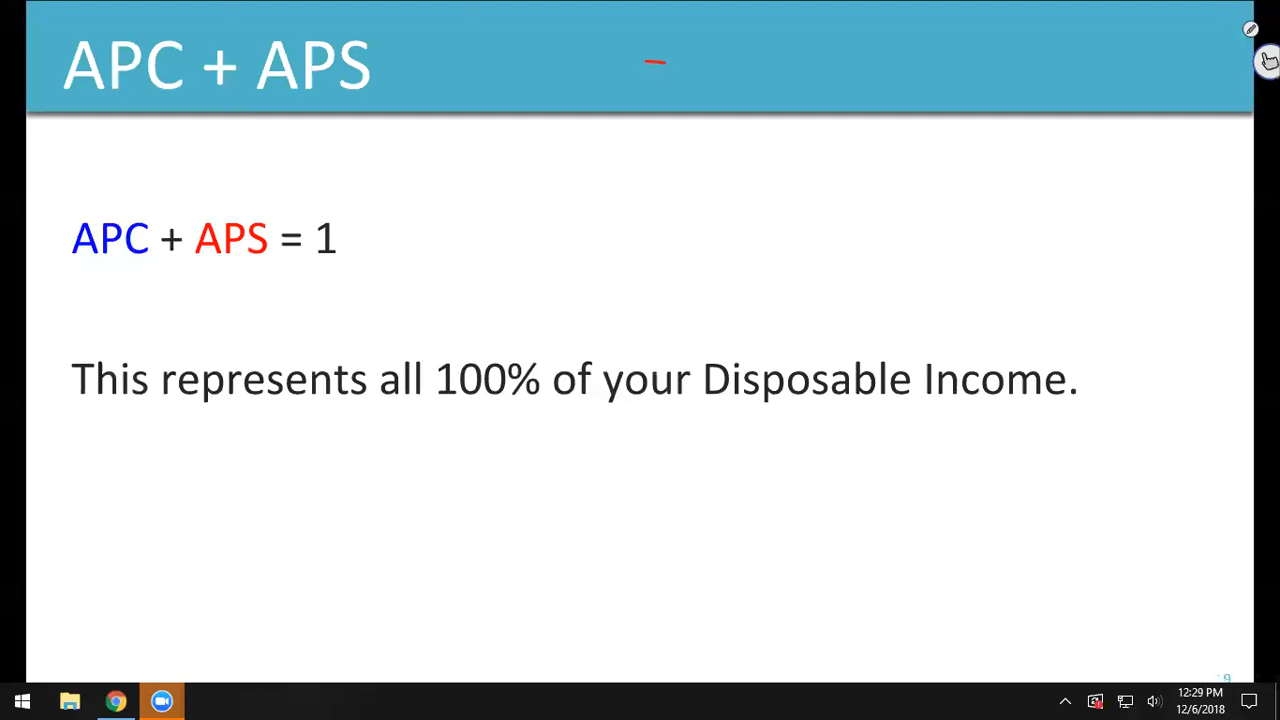 APC + APS
APC + APS = 1
This represents all 100% of your Disposable Income.
12:29 PM
12/6/2018